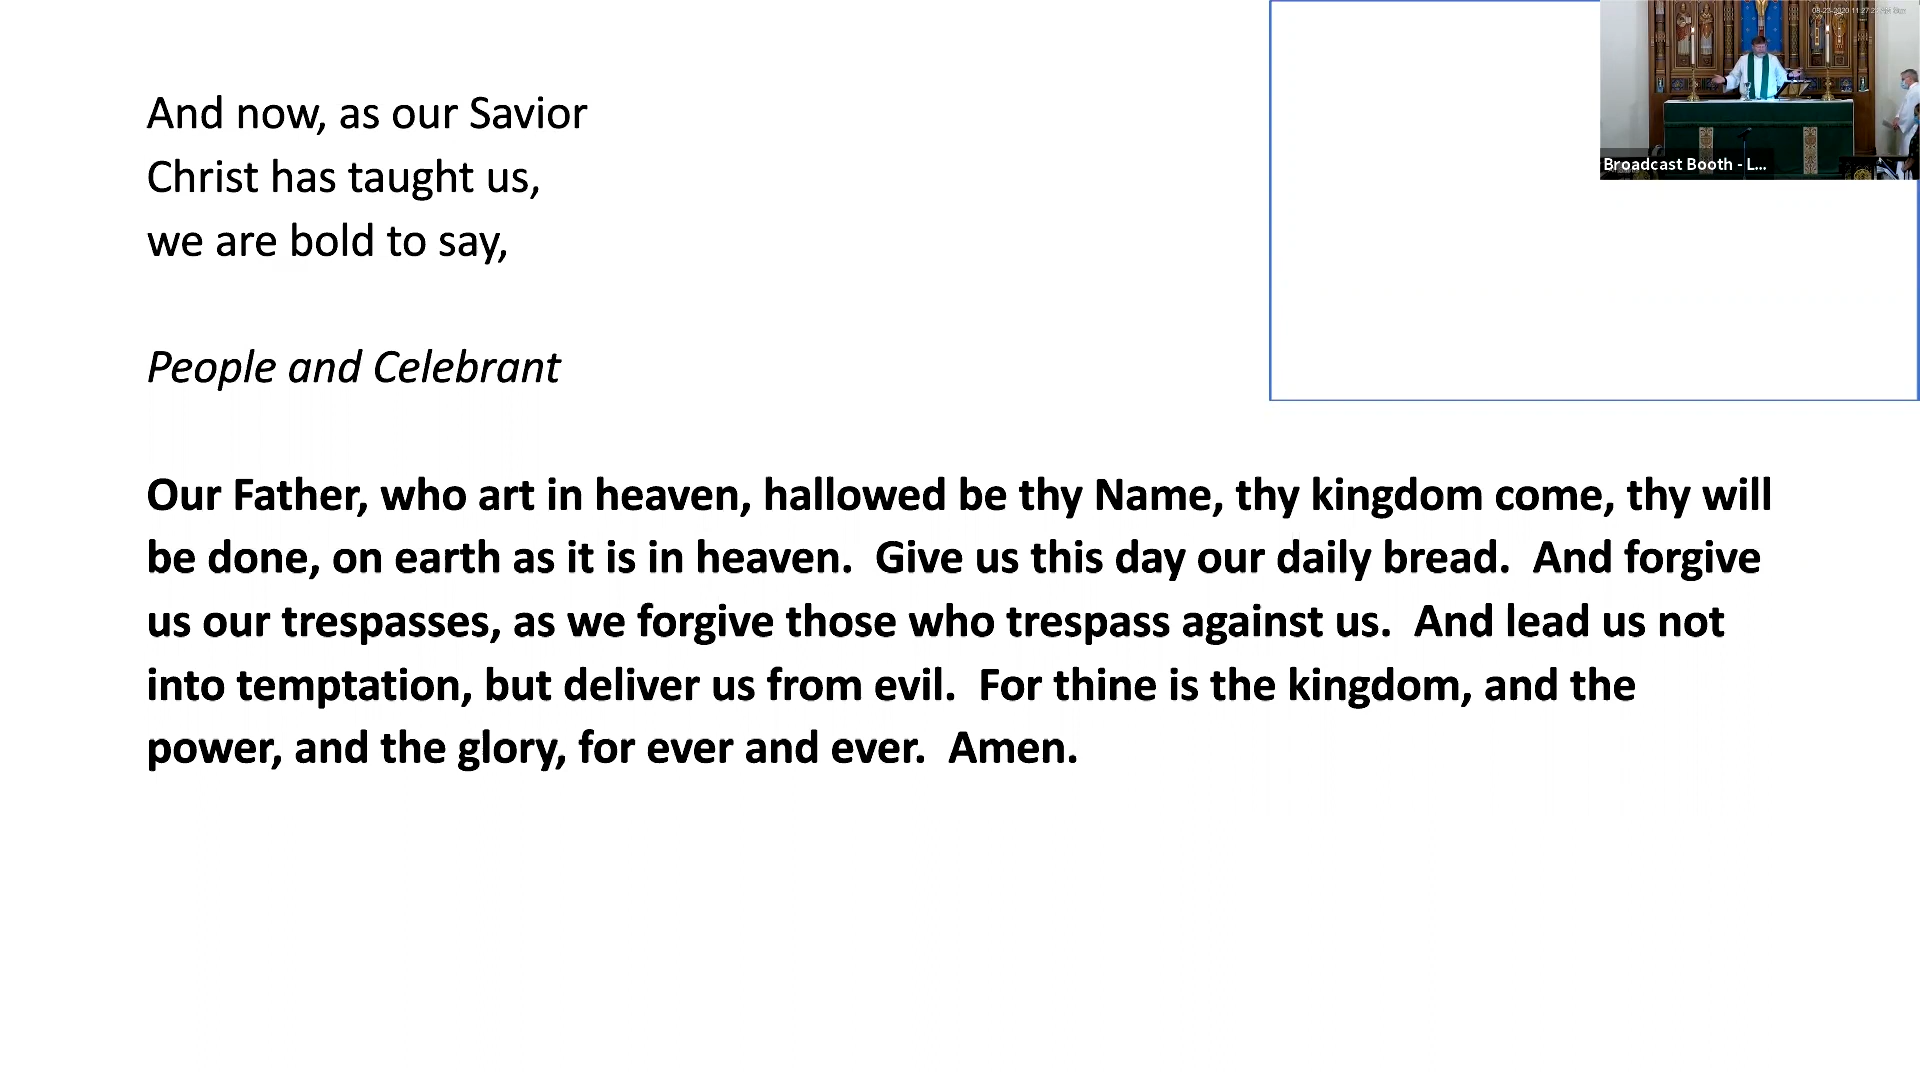 And now, as our Savior
Christ has taught us,
we are bold to say,
People and Celebrant
Our Father, who art in heaven, hallowed be thy Name, thy kingdom come, thy will
be done, on earth as it is in heaven.  Give us this day our daily bread.  And forgive
us our trespasses, as we forgive those who trespass against us.  And lead us not
into temptation, but deliver us from evil.  For thine is the kingdom, and the
power, and the glory, for ever and ever.  Amen.
Broadcast Booth - L...